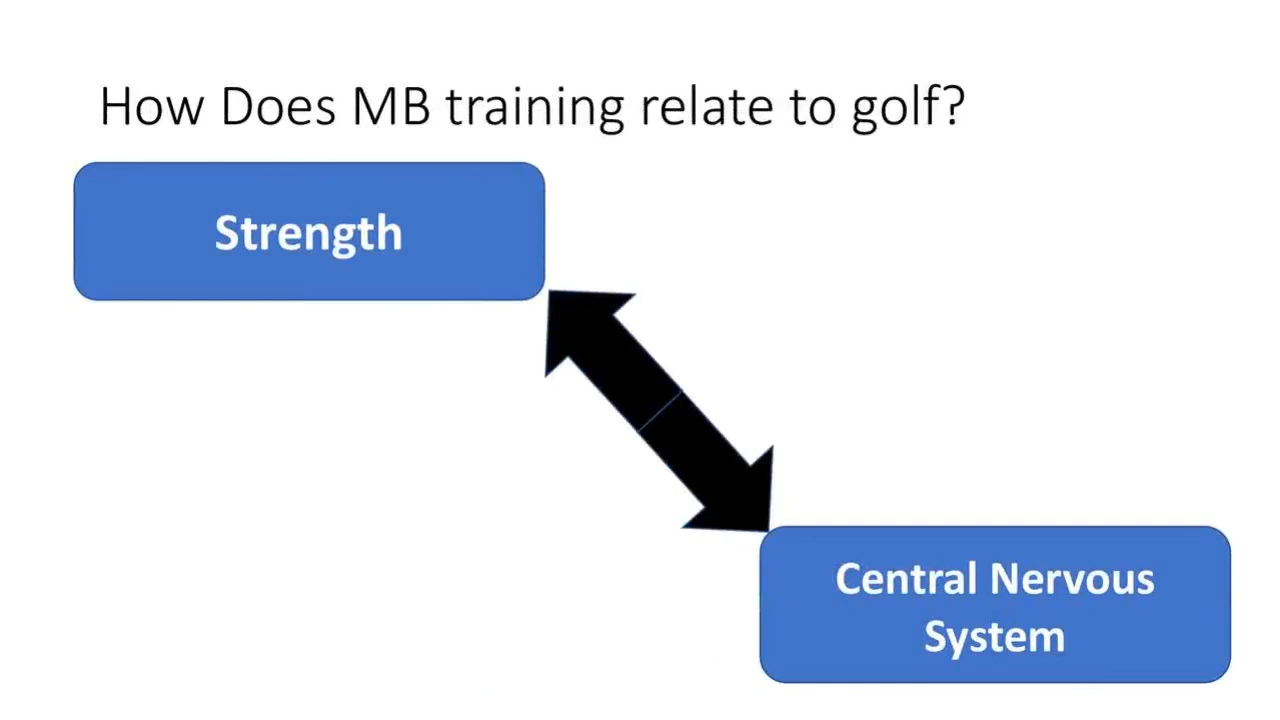 How Does MB training relate to golf?
Strength
Central Nervous
System